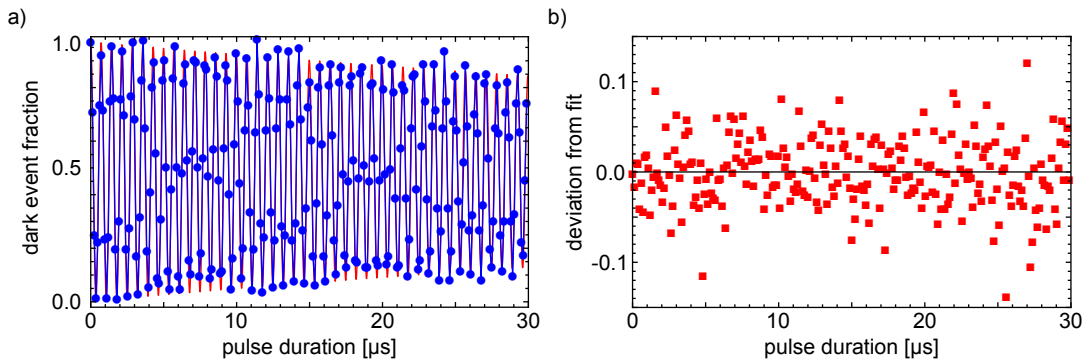 a)
dark event fraction
1.0
0.5
0.0
0
10
20
30
pulse duration [µs]
b)
deviation from fit
0.1
0.0
-0.1
0
10
20
30
pulse duration [µs]